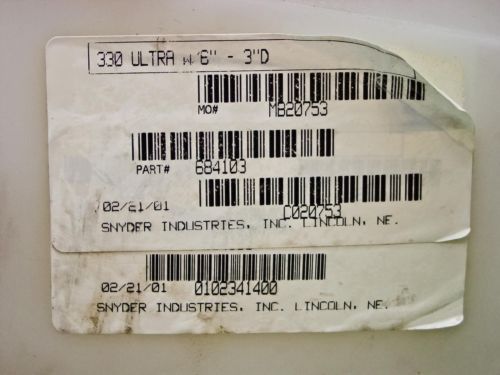 330 ULTRA w/6" - 3"D
MO# MB20753
PART# 684103
02/21/01 C020753
SNYDER INDUSTRIES, INC. LINCOLN, NE.
02/21/01 0102341400
SNYDER INDUSTRIES, INC. LINCOLN, NE.